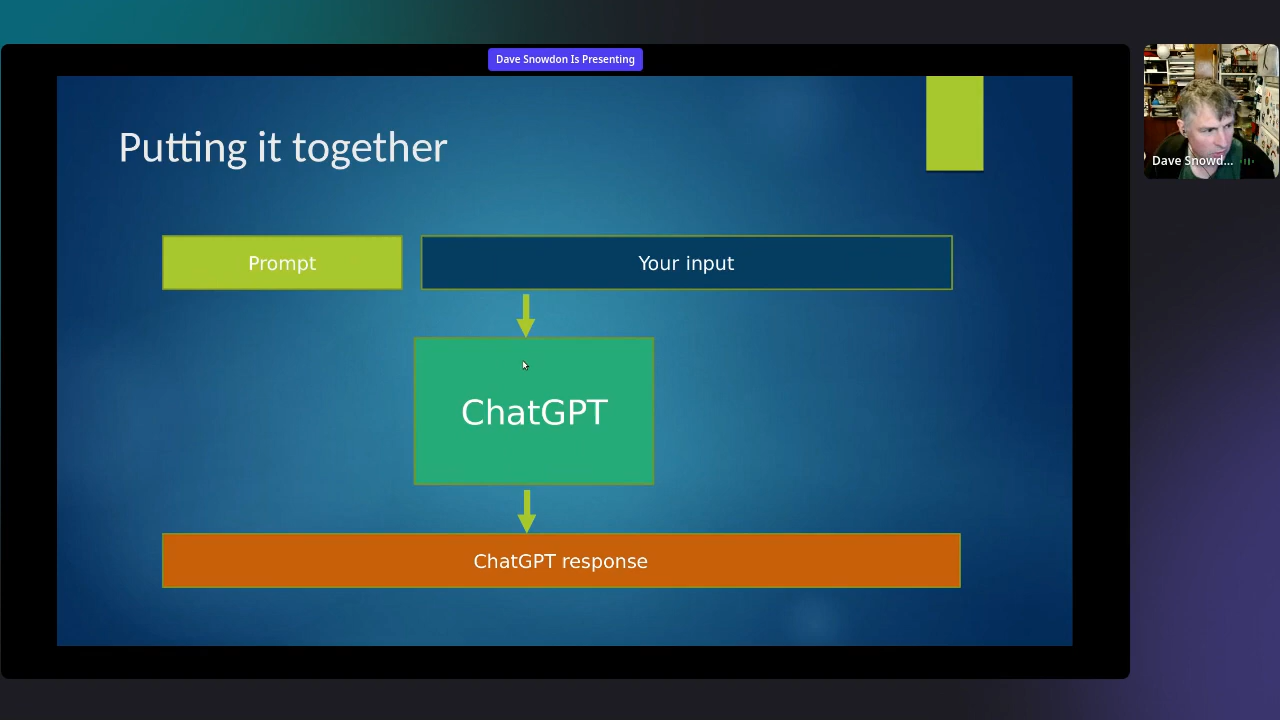 Dave Snowdon Is Presenting
Putting it together
Prompt
Your input
ChatGPT
ChatGPT response
Dave Snowd...